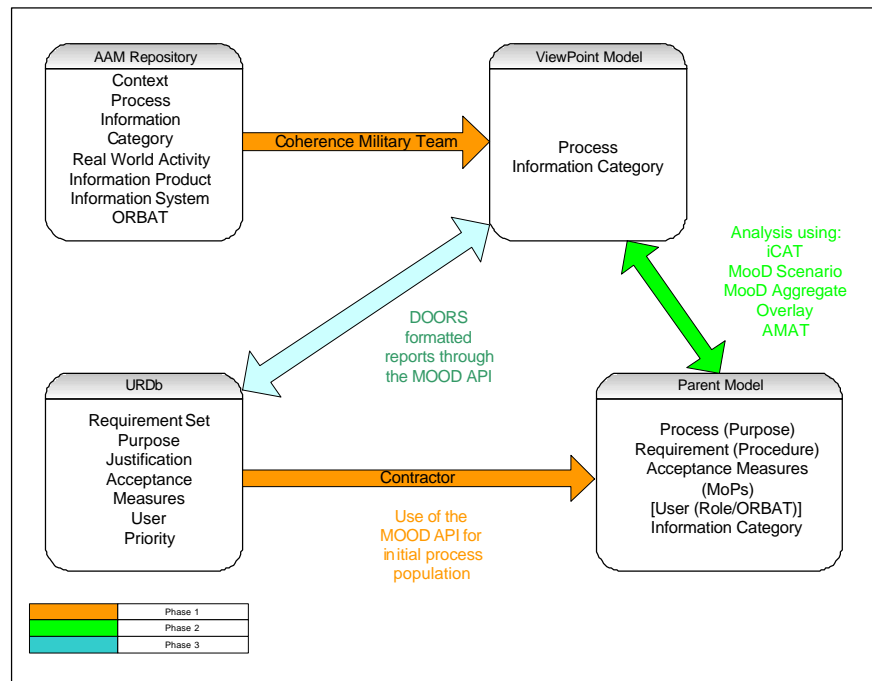 AAM Repository
Context
Process
Information
Category
Real World Activity
Information Product
Information System
ORBAT
Coherence Military Team
ViewPoint Model
Process
Information Category
Analysis using:
iCAT
MooD Scenario
MooD Aggregate
Overlay
AMAT
DOORS
formatted
reports through
the MOOD API
URDb
Requirement Set
Purpose
Justification
Acceptance
Measures
User
Priority
Contractor
Use of the
MOOD API for
initial process
population
Parent Model
Process (Purpose)
Requirement (Procedure)
Acceptance Measures
(MoPs)
[User (Role/ORBAT)]
Information Category
Phase 1
Phase 2
Phase 3